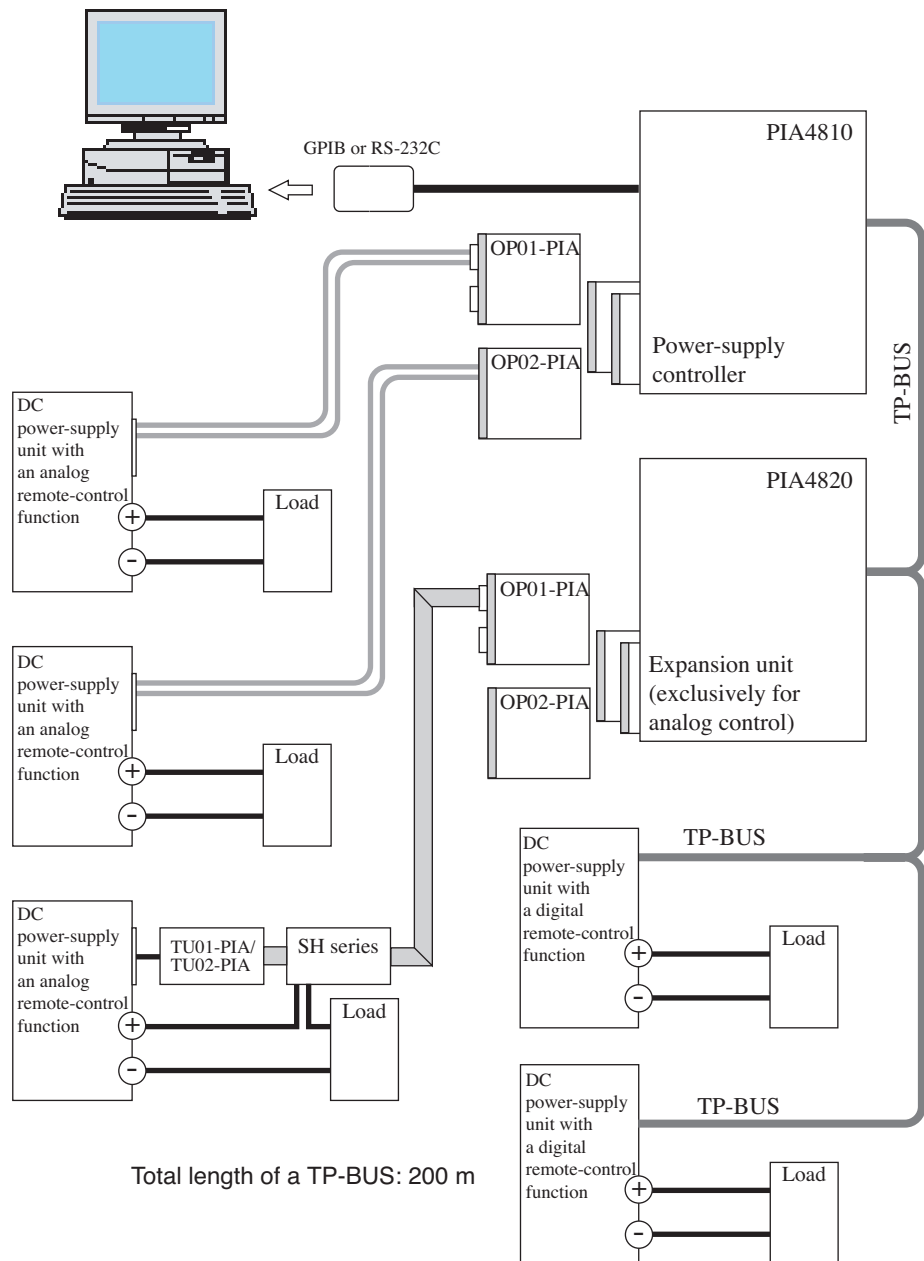 GPIB or RS-232C
PIA4810
Power-supply
controller
TP-BUS
OP01-PIA
OP02-PIA
DC
power-supply
unit with
an analog
remote-control
function
+
-
Load
PIA4820
Expansion unit
(exclusively for
analog control)
OP01-PIA
OP02-PIA
DC
power-supply
unit with
an analog
remote-control
function
+
-
Load
DC
power-supply
unit with
an analog
remote-control
function
+
-
TU01-PIA/
TU02-PIA
SH series
Load
TP-BUS
DC
power-supply
unit with
a digital
remote-control
function
+
-
Load
TP-BUS
DC
power-supply
unit with
a digital
remote-control
function
+
-
Load
Total length of a TP-BUS: 200 m